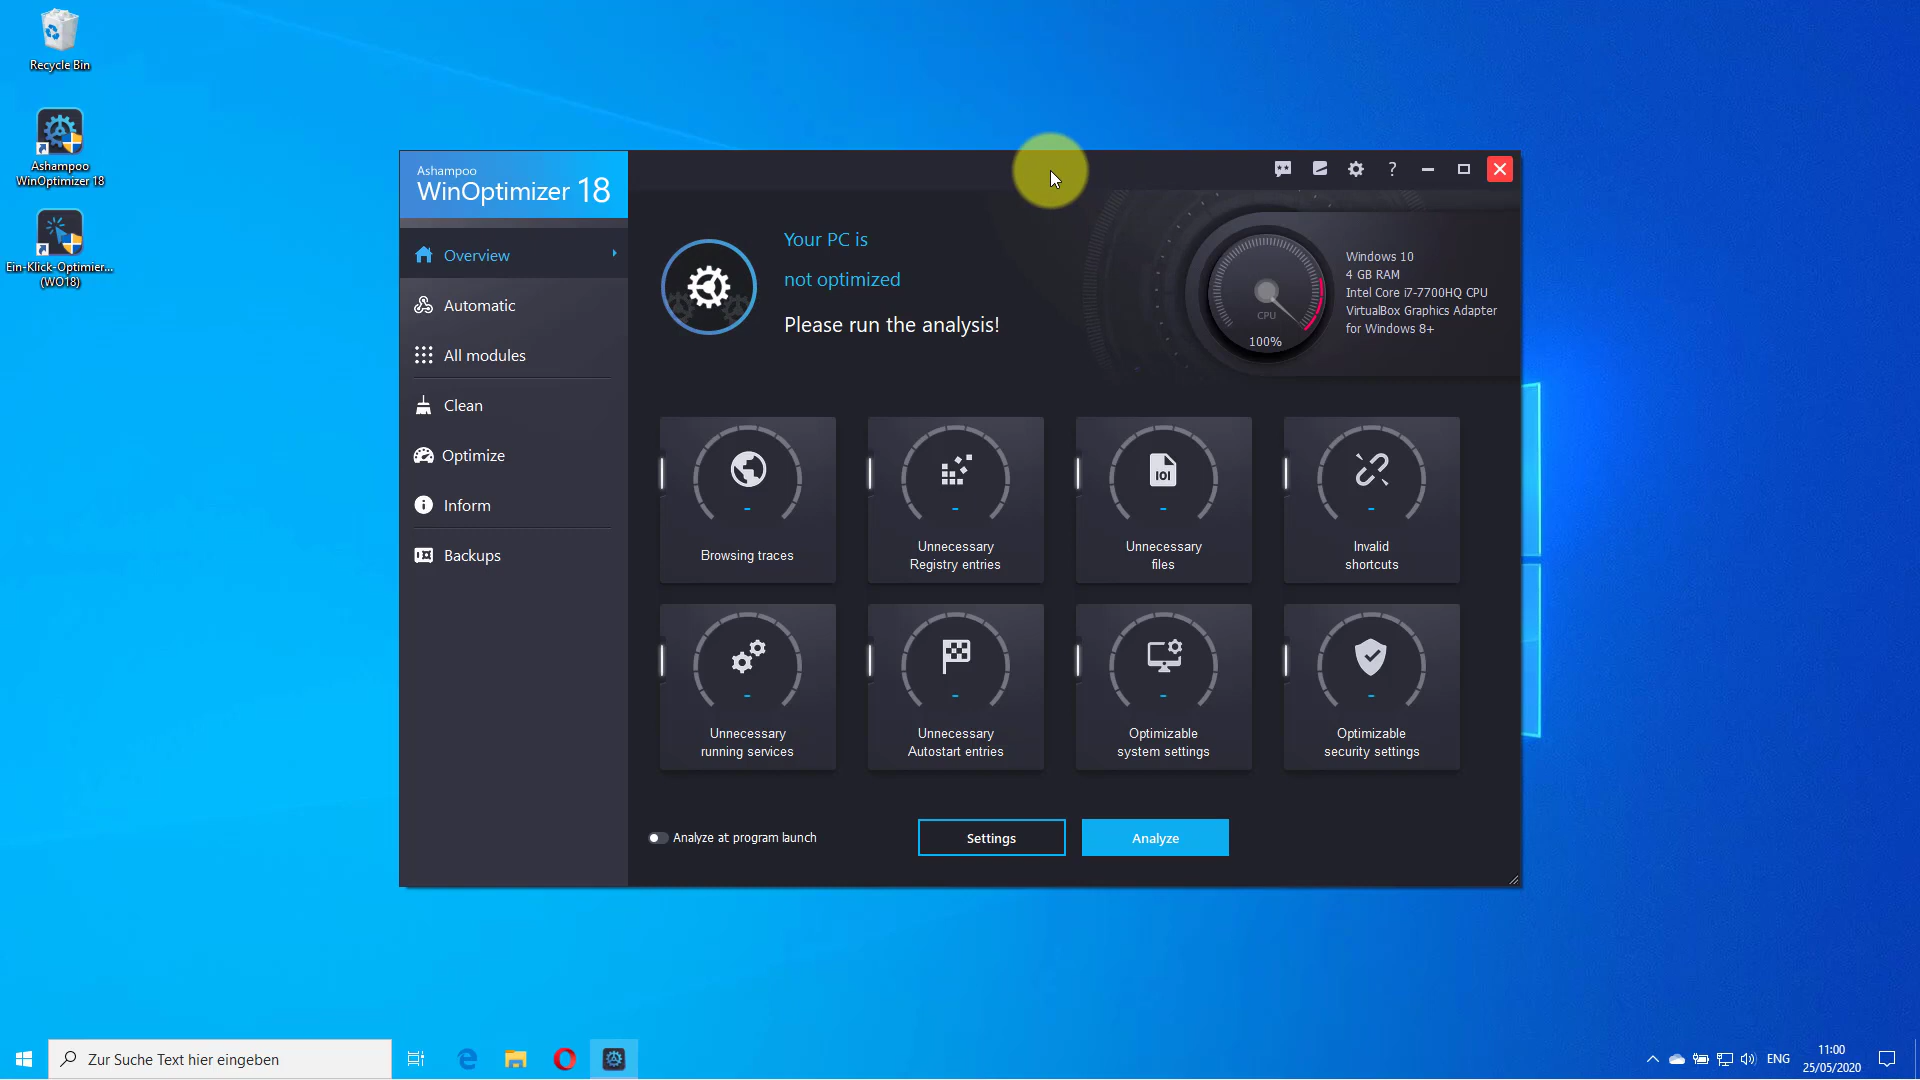 Recycle Bin
Ashampoo
WinOptimizer 18
Ein-Klick-Optimier...
(WO18)
Ashampoo
WinOptimizer 18
Overview
Automatic
All modules
Clean
Optimize
Inform
Backups
?
Your PC is
not optimized
Please run the analysis!
CPU
100%
Windows 10
4 GB RAM
Intel Core i7-7700HQ CPU
VirtualBox Graphics Adapter
for Windows 8+
Browsing traces
Unnecessary
Registry entries
IOI
Unnecessary
files
Invalid
shortcuts
Unnecessary
running services
Unnecessary
Autostart entries
Optimizable
system settings
Optimizable
security settings
Analyze at program launch
Settings
Analyze
Zur Suche Text hier eingeben
ENG
11:00
25/05/2020